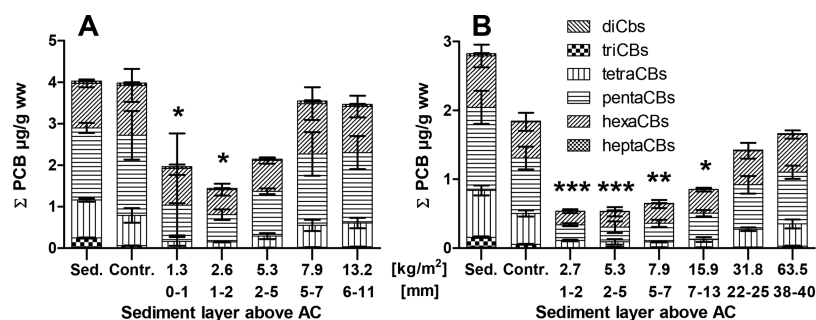 A
Σ PCB µg/g ww
5
4
3
2
1
0
*
*
Sed. Contr. 1.3 2.6 5.3 7.9 13.2 [kg/m²]
0-1 1-2 2-5 5-7 6-11 [mm]
Sediment layer above AC
B
Σ PCB µg/g ww
3
2
1
0
diCbs
triCBs
tetraCBs
pentaCBs
hexaCBs
heptaCBs
*** *** ** *
Sed. Contr. 2.7 5.3 7.9 15.9 31.8 63.5
1-2 2-5 5-7 7-13 22-25 38-40
Sediment layer above AC